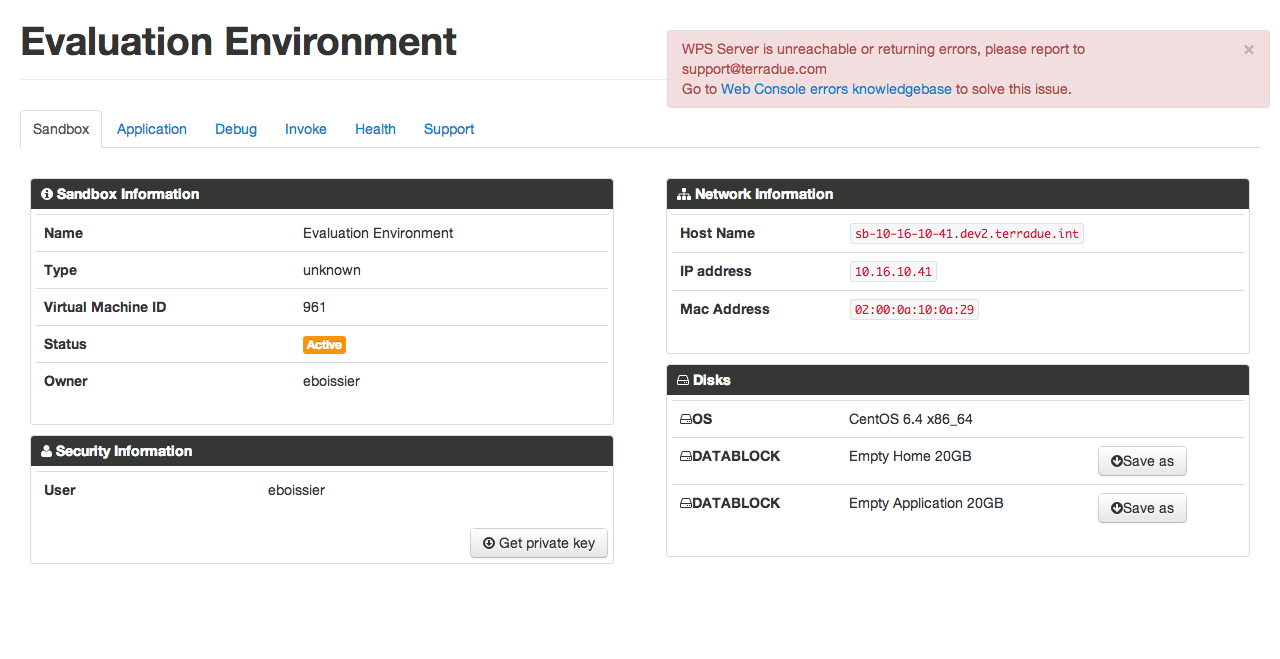 Evaluation Environment
WPS Server is unreachable or returning errors, please report to
support@terradue.com
Go to Web Console errors knowledgebase to solve this issue.
×
Sandbox Application Debug Invoke Health Support
Sandbox Information
Name Evaluation Environment
Type unknown
Virtual Machine ID 961
Status Active
Owner eboissier
Security Information
User eboissier
Get private key
Network Information
Host Name sb-10-16-10-41.dev2.terradue.int
IP address 10.16.10.41
Mac Address 02:00:0a:10:0a:29
Disks
OS CentOS 6.4 x86_64
DATABLOCK Empty Home 20GB Save as
DATABLOCK Empty Application 20GB Save as